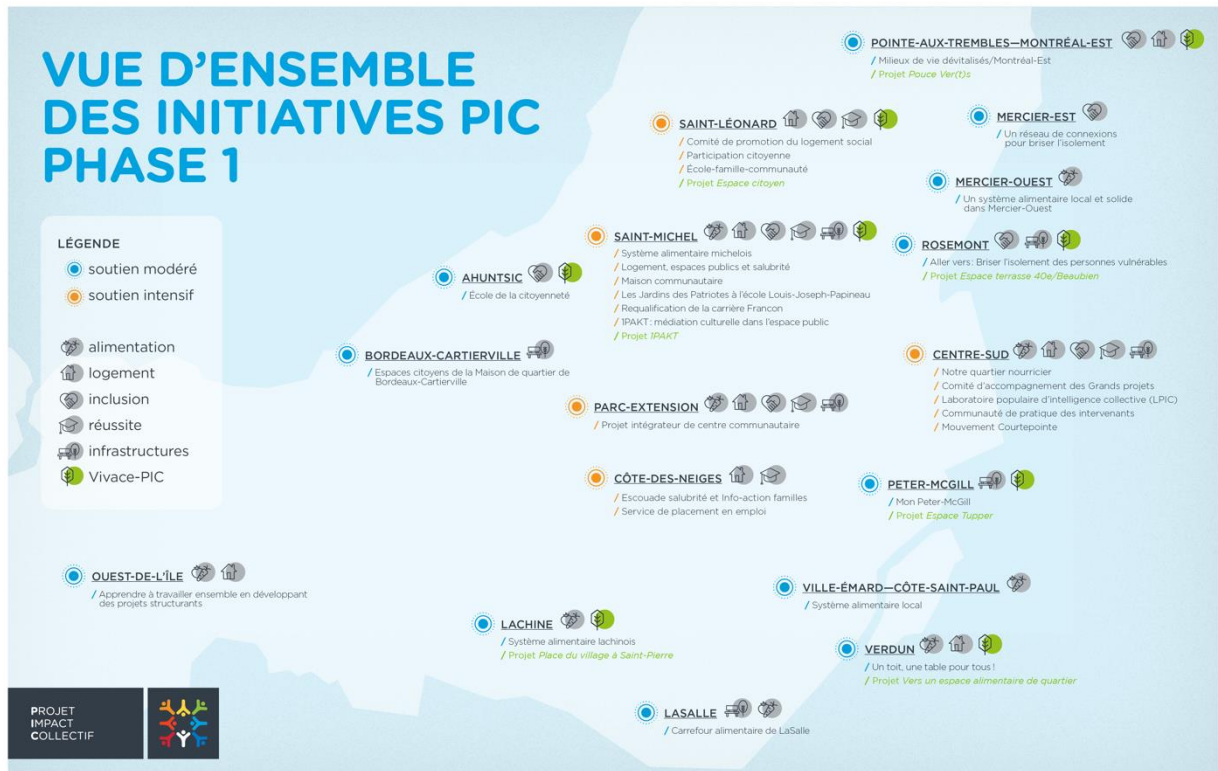 VUE D'ENSEMBLE
DES INITIATIVES PIC
PHASE 1
LÉGENDE
soutien modéré
soutien intensif
alimentation
logement
inclusion
réussite
infrastructures
Vivace-PIC
POINTE-AUX-TREMBLES—MONTRÉAL-EST
/ Milieux de vie dévitalisés/Montréal-Est
/ Projet Pouce Ver(t)s
SAINT-LÉONARD
/ Comité de promotion du logement social
/ Participation citoyenne
/ École-famille-communauté
/ Projet Espace citoyen
MERCIER-EST
/ Un réseau de connexions
pour briser l'isolement
MERCIER-OUEST
/ Un système alimentaire local et solide
dans Mercier-Ouest
SAINT-MICHEL
/ Système alimentaire michelois
/ Logement, espaces publics et salubrité
/ Maison communautaire
/ Les Jardins des Patriotes à l'école Louis-Joseph-Papineau
/ Requalification de la carrière Francon
/ 1PAKT : médiation culturelle dans l'espace public
/ Projet 1PAKT
ROSEMONT
/ Aller vers : Briser l'isolement des personnes vulnérables
/ Projet Espace terrasse 40e/Beaubien
AHUNTSIC
/ École de la citoyenneté
BORDEAUX-CARTIERVILLE
/ Espaces citoyens de la Maison de quartier de
Bordeaux-Cartierville
CENTRE-SUD
/ Notre quartier nourricier
/ Comité d'accompagnement des Grands projets
/ Laboratoire populaire d'intelligence collective (LPIC)
/ Communauté de pratique des intervenants
/ Mouvement Courtepointe
PARC-EXTENSION
/ Projet intégrateur de centre communautaire
CÔTE-DES-NEIGES
/ Escouade salubrité et Info-action familles
/ Service de placement en emploi
PETER-MCGILL
/ Mon Peter-McGill
/ Projet Espace Tupper
OUEST-DE-L'ÎLE
/ Apprendre à travailler ensemble en développant
des projets structurants
VILLE-ÉMARD—CÔTE-SAINT-PAUL
/ Système alimentaire local
LACHINE
/ Système alimentaire lachinois
/ Projet Place du village à Saint-Pierre
VERDUN
/ Un toit, une table pour tous !
/ Projet Vers un espace alimentaire de quartier
LASALLE
/ Carrefour alimentaire de LaSalle
PROJET
IMPACT
COLLECTIF